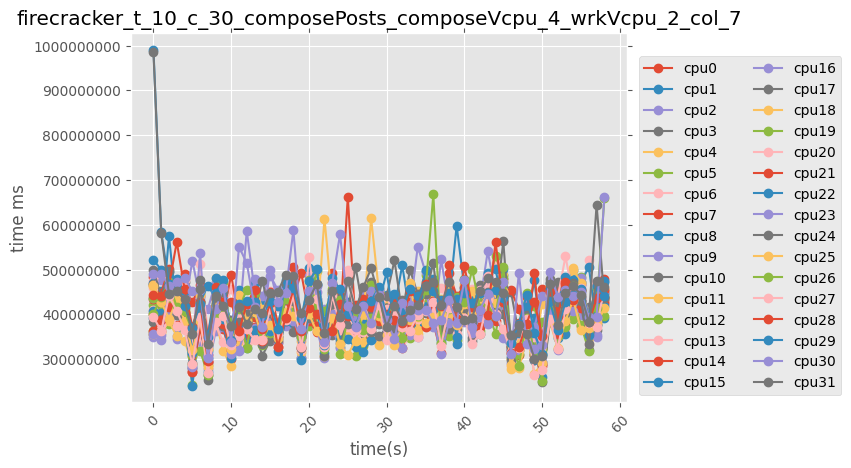 firecracker_t_10_c_30_composePosts_composeVcpu_4_wrkVcpu_2_col_7
time ms
1000000000
900000000
800000000
700000000
600000000
500000000
400000000
300000000
0
10
20
30
40
50
60
time(s)
cpu0
cpu1
cpu2
cpu3
cpu4
cpu5
cpu6
cpu7
cpu8
cpu9
cpu10
cpu11
cpu12
cpu13
cpu14
cpu15
cpu16
cpu17
cpu18
cpu19
cpu20
cpu21
cpu22
cpu23
cpu24
cpu25
cpu26
cpu27
cpu28
cpu29
cpu30
cpu31